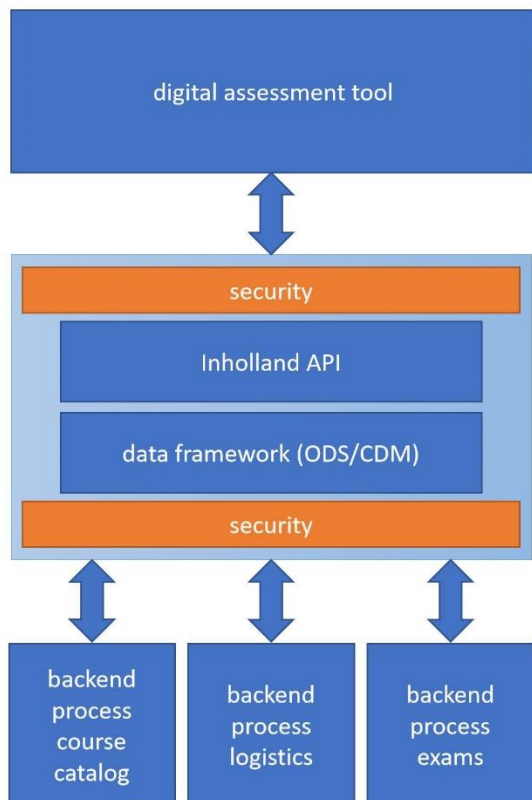 digital assessment tool
security
Inholland API
data framework (ODS/CDM)
security
backend
process
course
catalog
backend
process
logistics
backend
process
exams